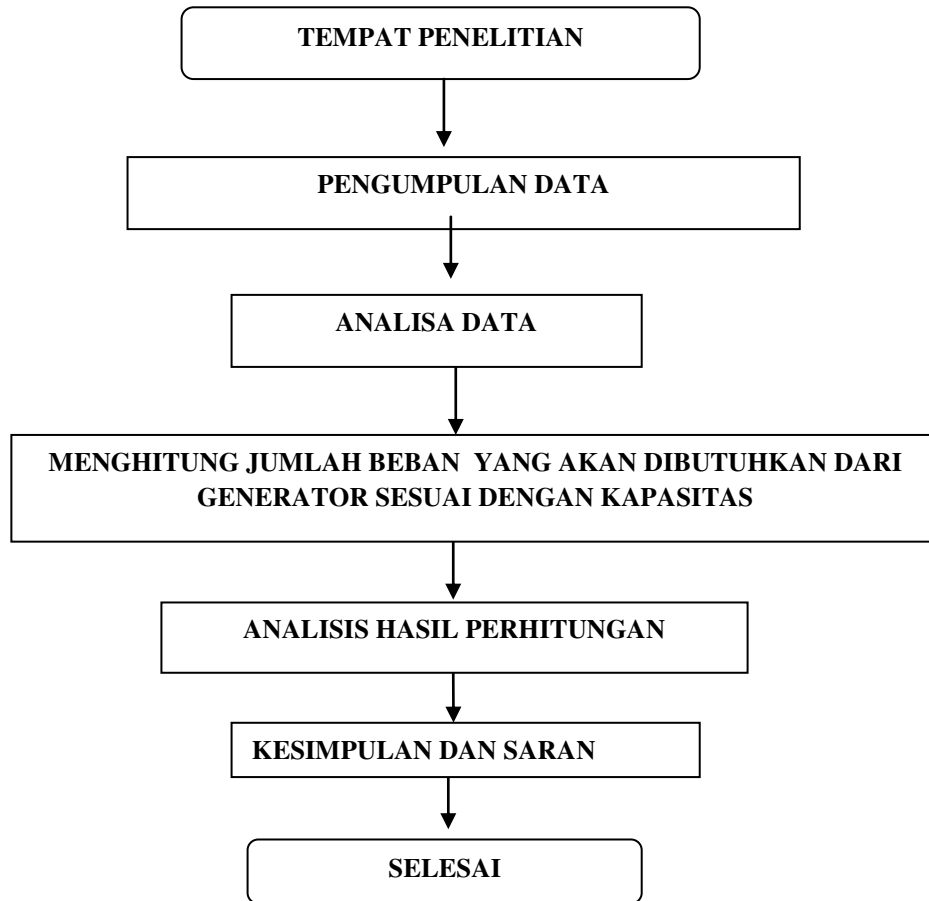 TEMPAT PENELITIAN
PENGUMPULAN DATA
ANALISA DATA
MENGHITUNG JUMLAH BEBAN YANG AKAN DIBUTUHKAN DARI
GENERATOR SESUAI DENGAN KAPASITAS
ANALISIS HASIL PERHITUNGAN
KESIMPULAN DAN SARAN
SELESAI